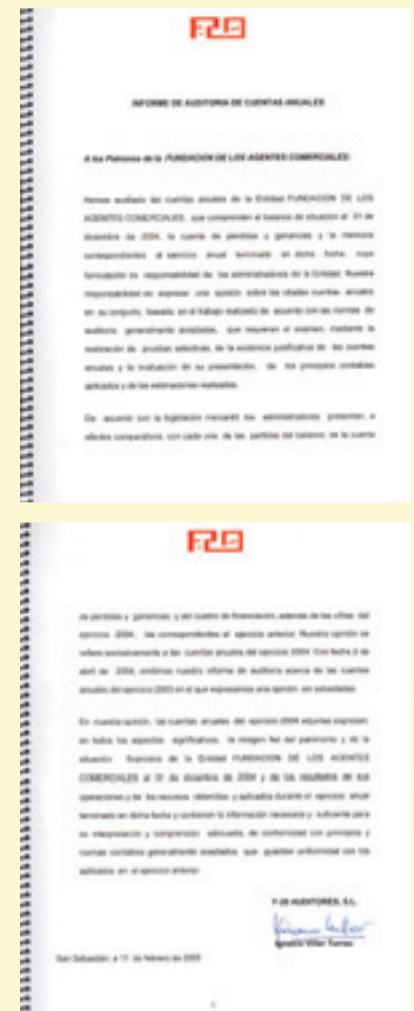 INFORME DE AUDITORIA DE CUENTAS ANUALES
A los Patronos de la FUNDACION DE LOS AGENTES COMERCIALES:
Hemos auditado las cuentas anuales de la Entidad FUNDACION DE LOS
AGENTES COMERCIALES, que comprenden el balance de situación al 31 de
diciembre de 2004, la cuenta de pérdidas y ganancias y la memoria
correspondientes al ejercicio anual terminado en dicha fecha, cuya
formulación es responsabilidad de los administradores de la Entidad. Nuestra
responsabilidad es expresar una opinión sobre las citadas cuentas anuales
en su conjunto, basada en el trabajo realizado de acuerdo con las normas de
auditoría generalmente aceptadas, que requieren el examen, mediante la
realización de pruebas selectivas, de la evidencia justificativa de las cuentas
anuales y la evaluación de su presentación, de los principios contables
aplicados y de las estimaciones realizadas.
De acuerdo con la legislación mercantil los administradores presentan, a
efectos comparativos, con cada una de las partidas del balance, de la cuenta
de pérdidas y ganancias y del cuadro de financiación, además de las cifras del
ejercicio 2004, las correspondientes al ejercicio anterior. Nuestra opinión se
refiere exclusivamente a las cuentas anuales del ejercicio 2004. Con fecha 2 de
abril de 2004, emitimos nuestro informe de auditoría acerca de las cuentas
anuales del ejercicio 2003 en el que expresamos una opinión sin salvedades.
En nuestra opinión, las cuentas anuales del ejercicio 2004 adjuntas expresan,
en todos los aspectos significativos, la imagen fiel del patrimonio y de la
situación financiera de la Entidad FUNDACION DE LOS AGENTES
COMERCIALES al 31 de diciembre de 2004 y de los resultados de sus
operaciones y de los recursos obtenidos y aplicados durante el ejercicio anual
terminado en dicha fecha y contienen la información necesaria y suficiente para
su interpretación y comprensión adecuada, de conformidad con principios y
normas contables generalmente aceptados que guardan uniformidad con los
aplicados en el ejercicio anterior.
AUDITORES, S.L.
Ignacio Villar Torres
San Sebastián, a 11 de febrero de 2005